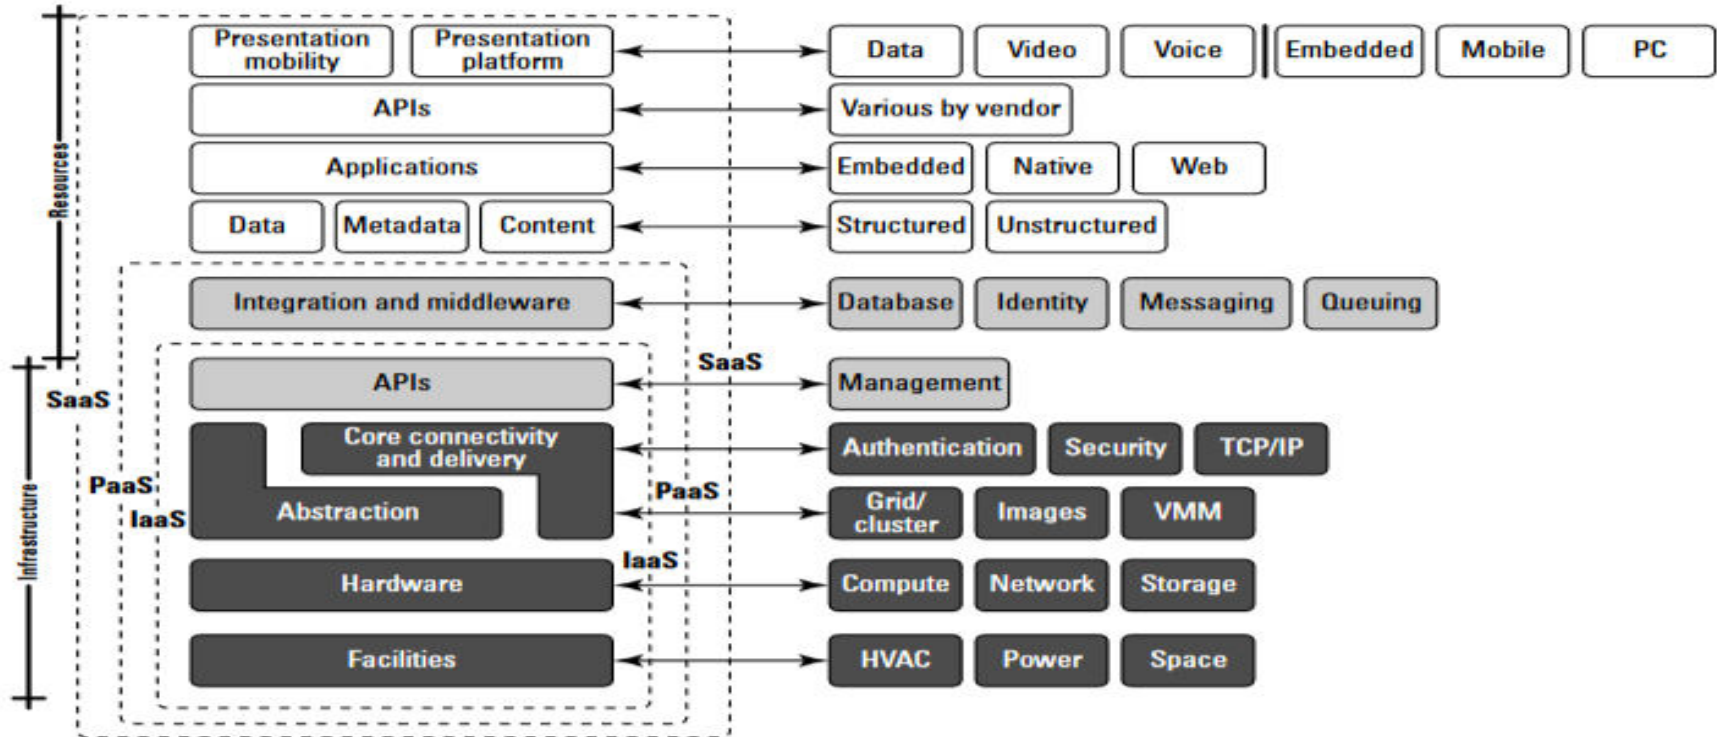 Presentation
mobility
Presentation
platform
Data
Video
Voice
Embedded
Mobile
PC
APIs
Various by vendor
Applications
Embedded
Native
Web
Resources
Data
Metadata
Content
Structured
Unstructured
Integration and middleware
Database
Identity
Messaging
Queuing
SaaS
APIs
Management
SaaS
Core connectivity
and delivery
Authentication
Security
TCP/IP
PaaS
PaaS
IaaS
Abstraction
Grid/
cluster
Images
VMM
Infrastructure
IaaS
Hardware
Compute
Network
Storage
Facilities
HVAC
Power
Space